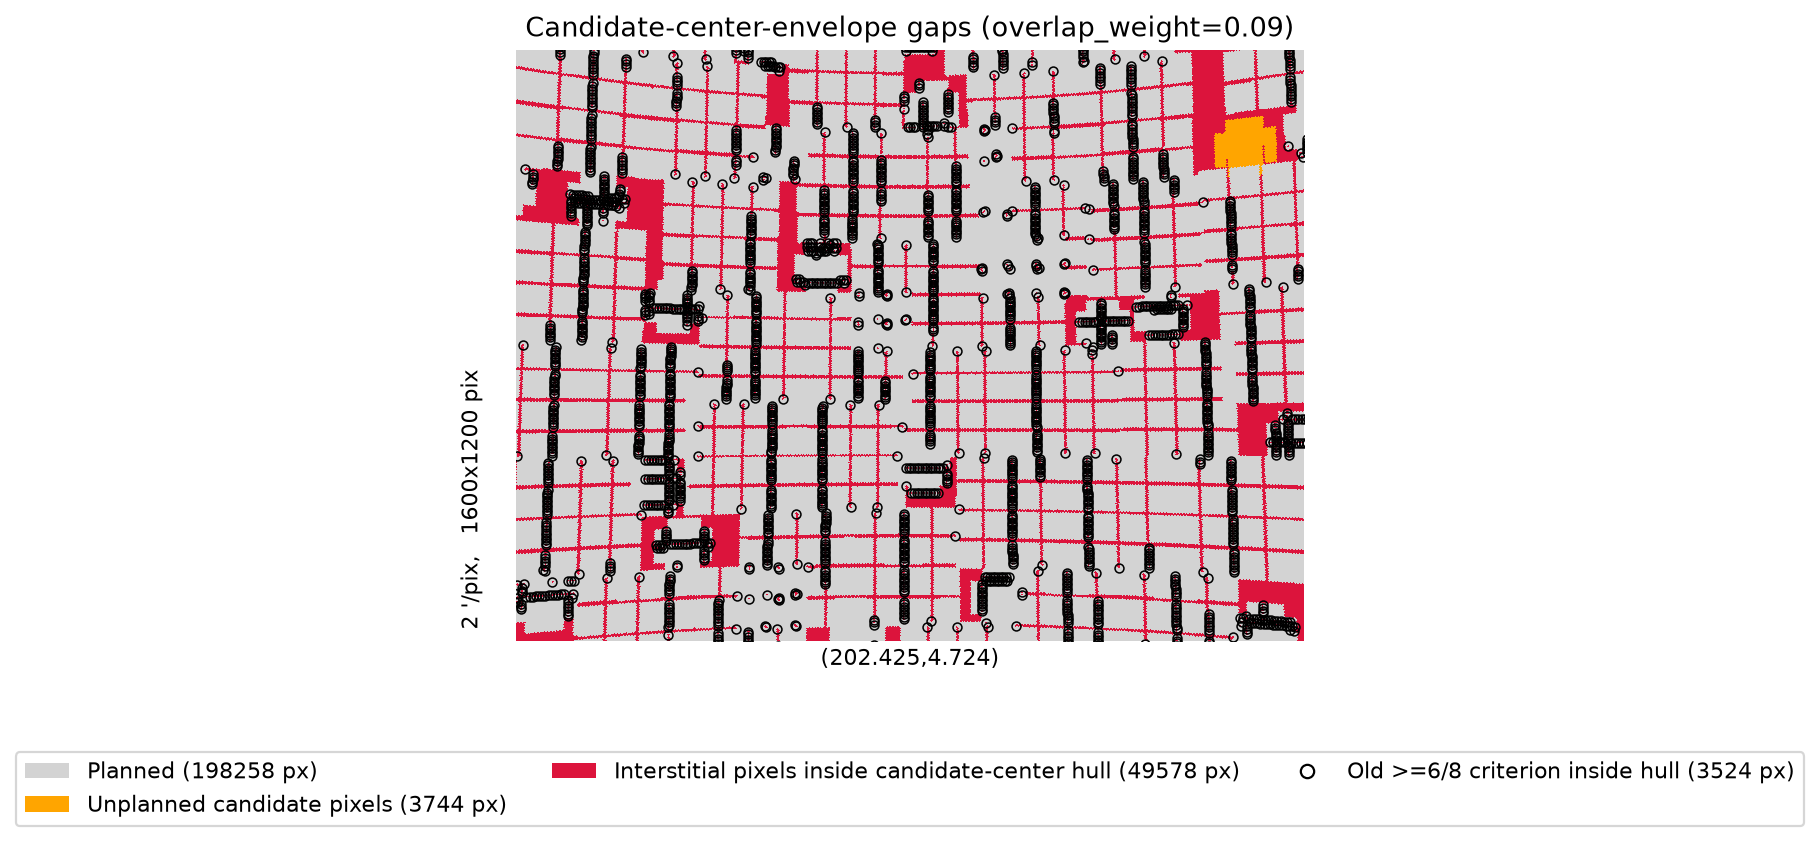 Candidate-center-envelope gaps (overlap_weight=0.09)
2 '/pix,   1600x1200 pix
(202.425,4.724)
Planned (198258 px)
Unplanned candidate pixels (3744 px)
Interstitial pixels inside candidate-center hull (49578 px)
Old >=6/8 criterion inside hull (3524 px)